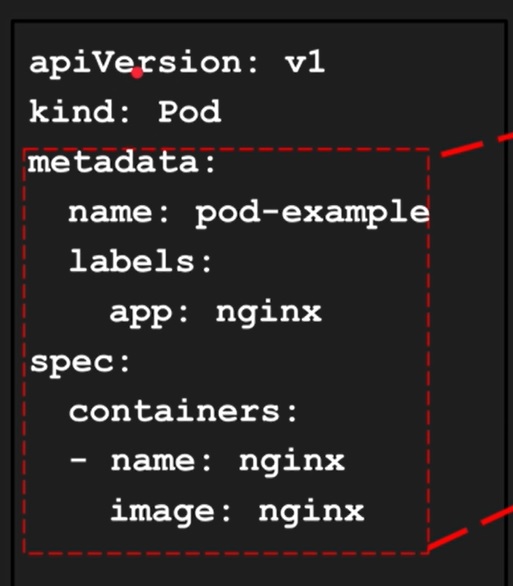 apiVersion: v1
kind: Pod
metadata:
  name: pod-example
  labels:
    app: nginx
spec:
  containers:
  - name: nginx
    image: nginx